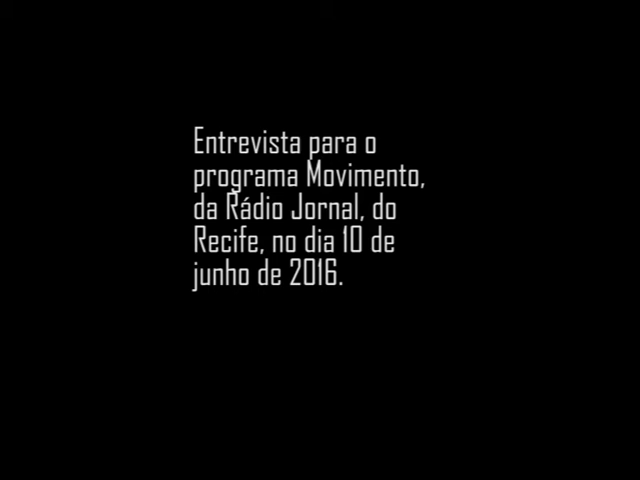 Entrevista para o
programa Movimento,
da Rádio Jornal, do
Recife, no dia 10 de
junho de 2016.